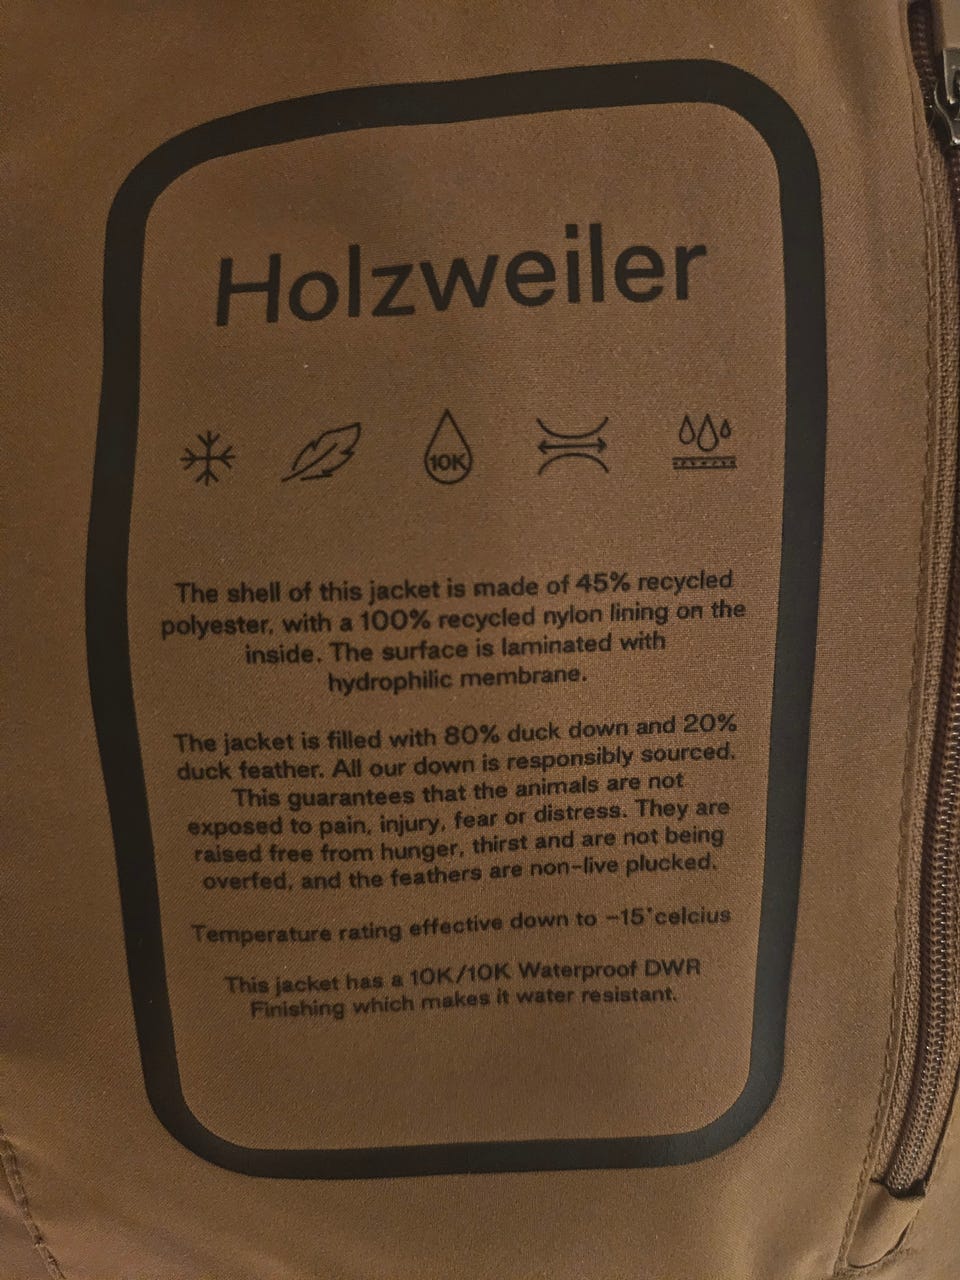 Holzweiler
10K
The shell of this jacket is made of 45% recycled
polyester, with a 100% recycled nylon lining on the
inside. The surface is laminated with
hydrophilic membrane.
The jacket is filled with 80% duck down and 20%
duck feather. All our down is responsibly sourced.
This guarantees that the animals are not
exposed to pain, injury, fear or distress. They are
raised free from hunger, thirst and are not being
overfed, and the feathers are non-live plucked.
Temperature rating effective down to -15°celcius
This jacket has a 10K/10K Waterproof DWR
Finishing which makes it water resistant.